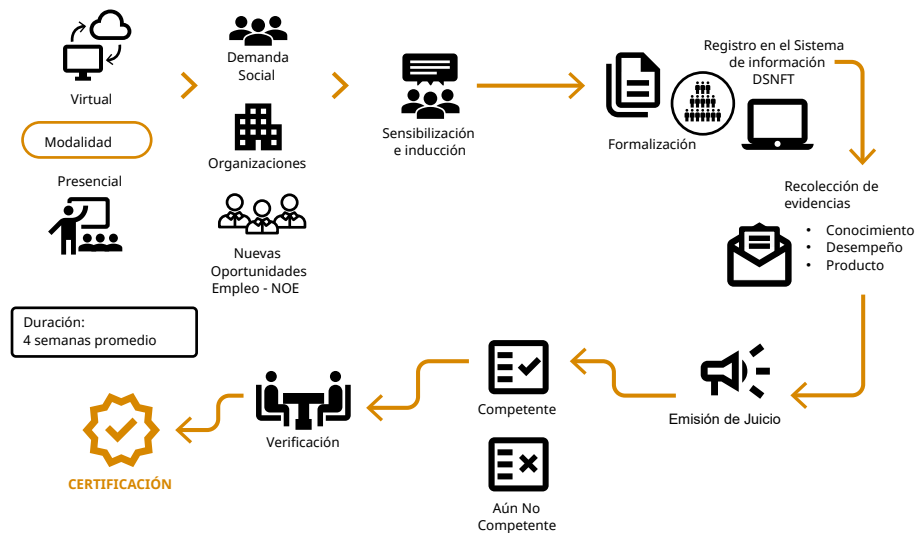 Virtual
Modalidad
Presencial
Demanda
Social
Organizaciones
Nuevas
Oportunidades
Empleo - NOE
Sensibilización
e inducción
Formalización
Registro en el Sistema
de información
DSNFT
Recolección de
evidencias
• Conocimiento
• Desempeño
• Producto
Emisión de Juicio
Competente
Aún No
Competente
Verificación
CERTIFICACIÓN
Duración:
4 semanas promedio